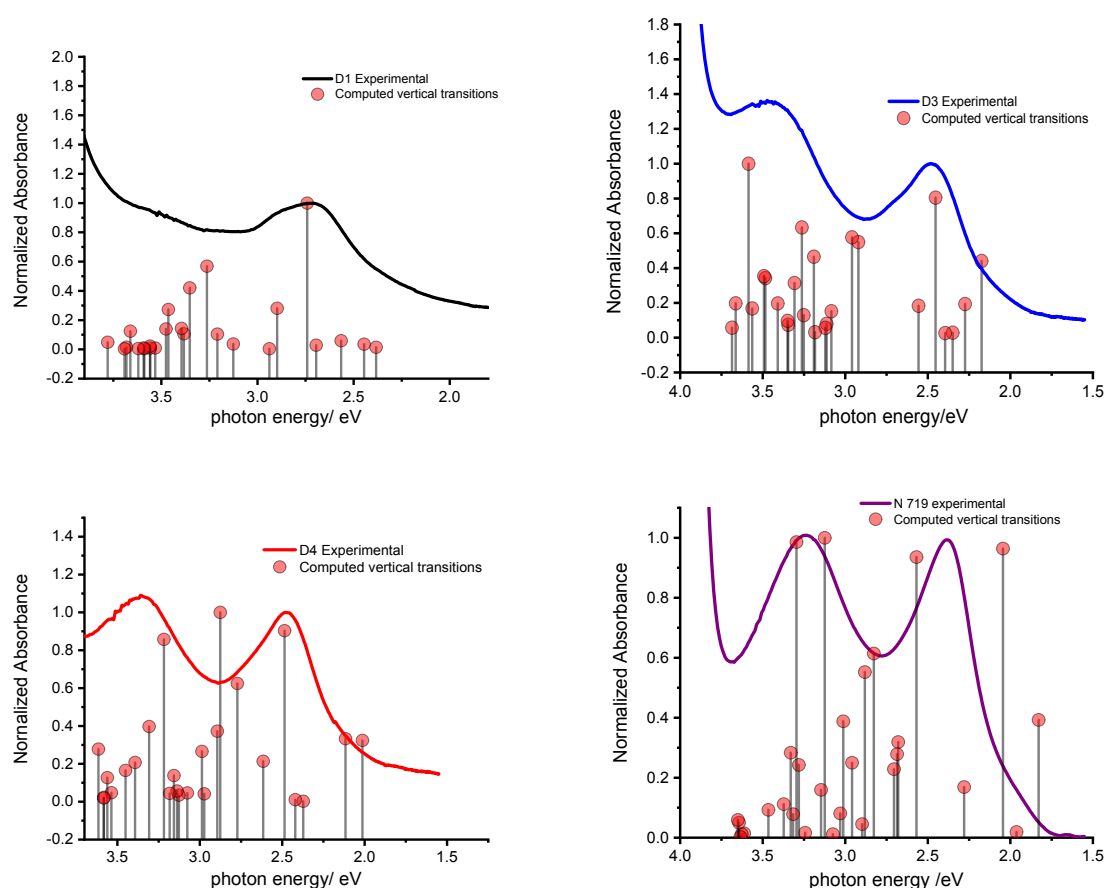 2.0
1.8
1.6
1.4
1.2
1.0
0.8
0.6
0.4
0.2
0.0
-0.2
Normalized Absorbance
D1 Experimental
Computed vertical transitions
3.5 3.0 2.5 2.0
photon energy/ eV
1.8
1.6
1.4
1.2
1.0
0.8
0.6
0.4
0.2
0.0
-0.2
Normalized Absorbance
D3 Experimental
Computed vertical transitions
4.0 3.5 3.0 2.5 2.0 1.5
photon energy/eV
1.4
1.2
1.0
0.8
0.6
0.4
0.2
0.0
-0.2
Normalized Absorbance
D4 Experimental
Computed vertical transitions
3.5 3.0 2.5 2.0 1.5
photon energy/ eV
1.0
0.8
0.6
0.4
0.2
0.0
Normalized Absorbance
N 719 experimental
Computed vertical transitions
4.0 3.5 3.0 2.5 2.0 1.5
photon energy /eV